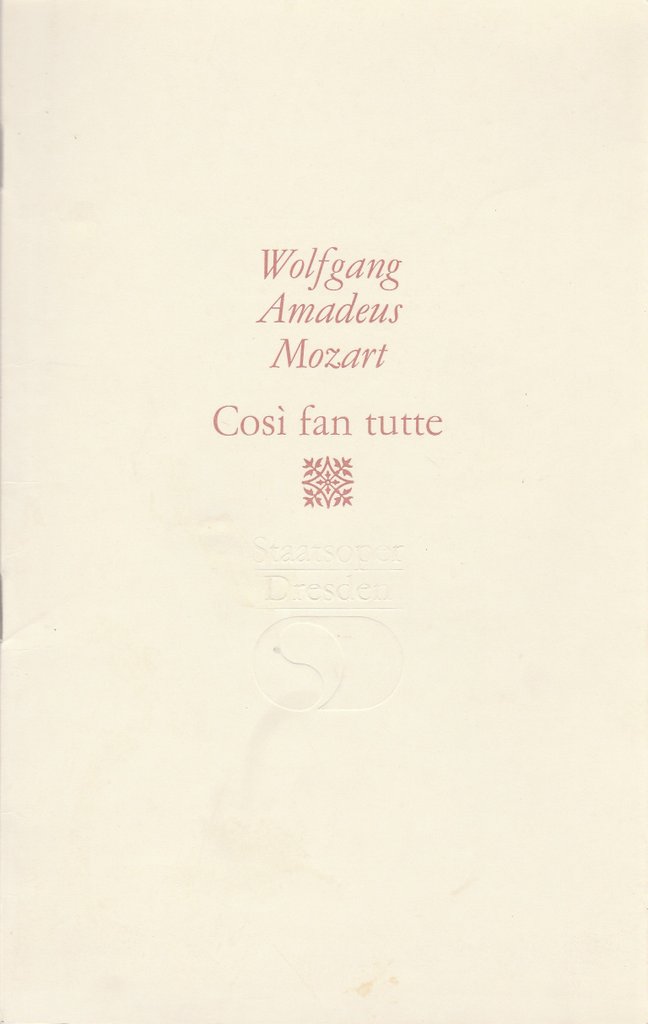 Wolfgang
Amadeus
Mozart
Così fan tutte
Staatsoper
Dresden